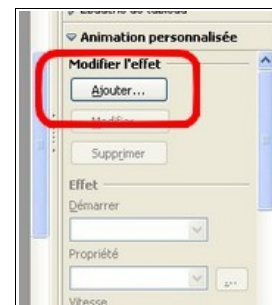 Animation personnalisée
Modifier l'effet
Ajouter...
Modifier...
Supprimer
Effet
Démarrer
Propriété
...
Vitesse